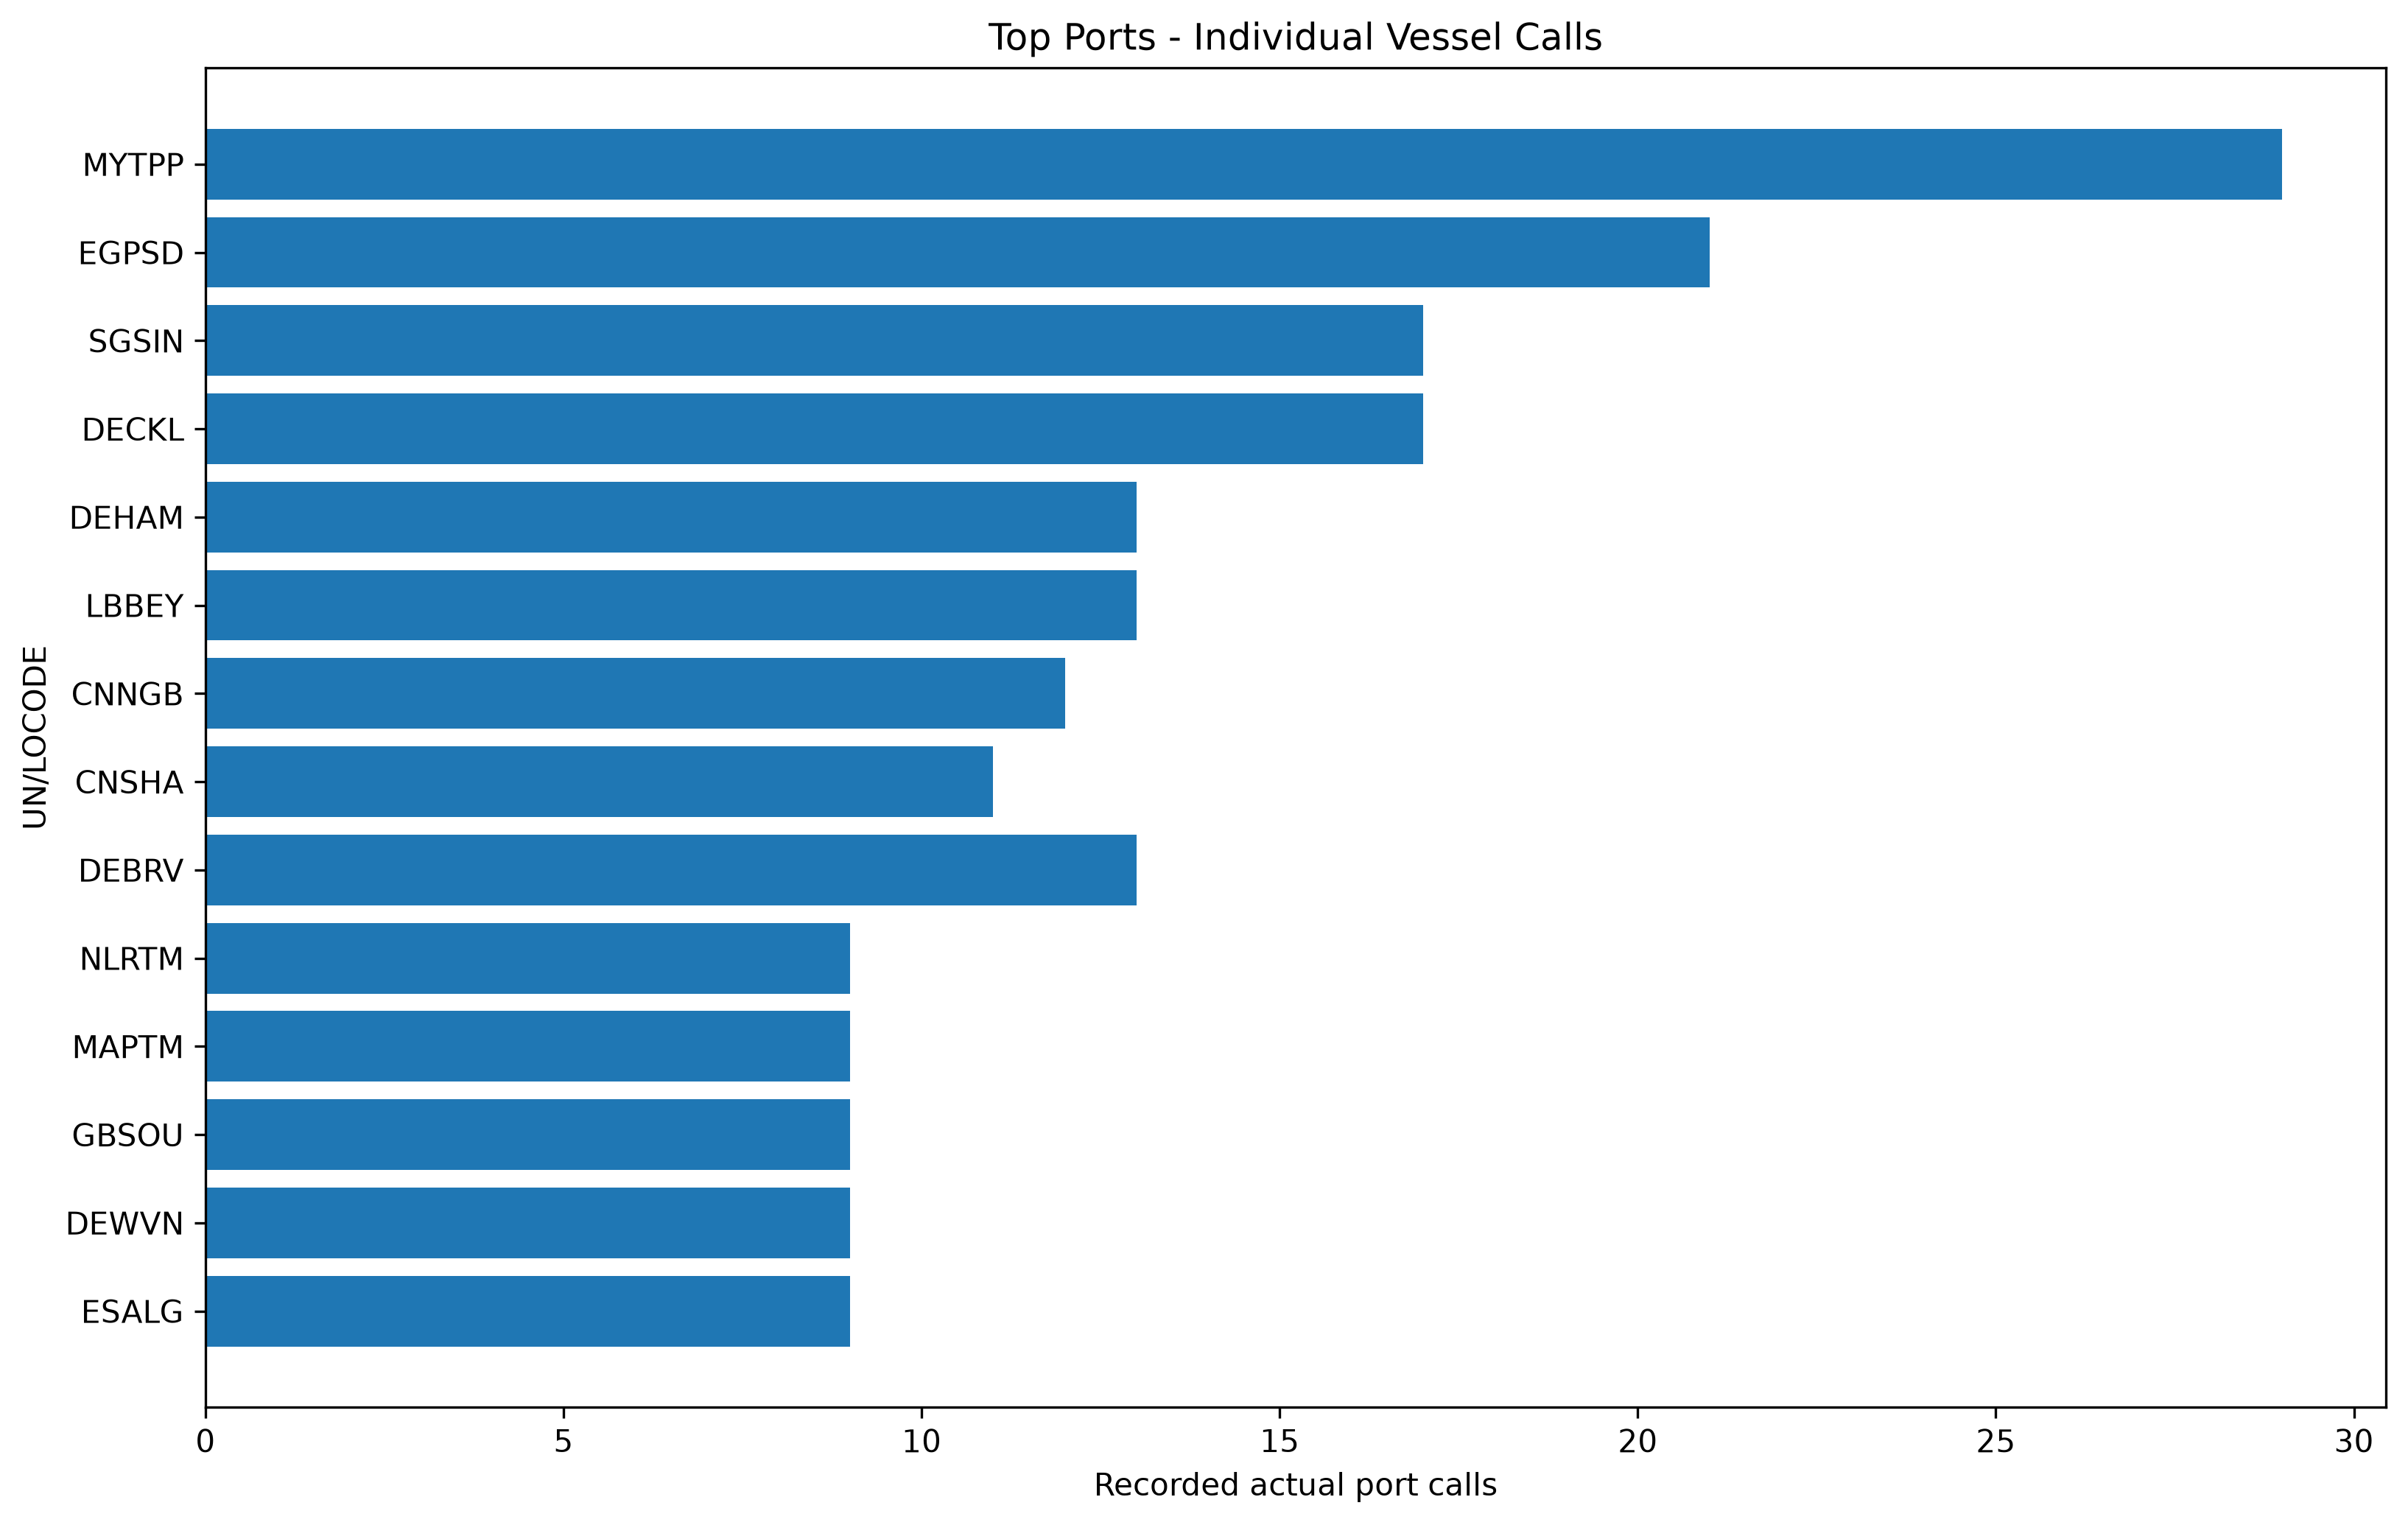 Top Ports - Individual Vessel Calls
MYTPP
EGPSD
SGSIN
DECKL
DEHAM
LBBEY
CNNGB
CNSHA
DEBRV
NLRTM
MAPTM
GBSOU
DEWVN
ESALG
UN/LOCODE
0 5 10 15 20 25 30
Recorded actual port calls